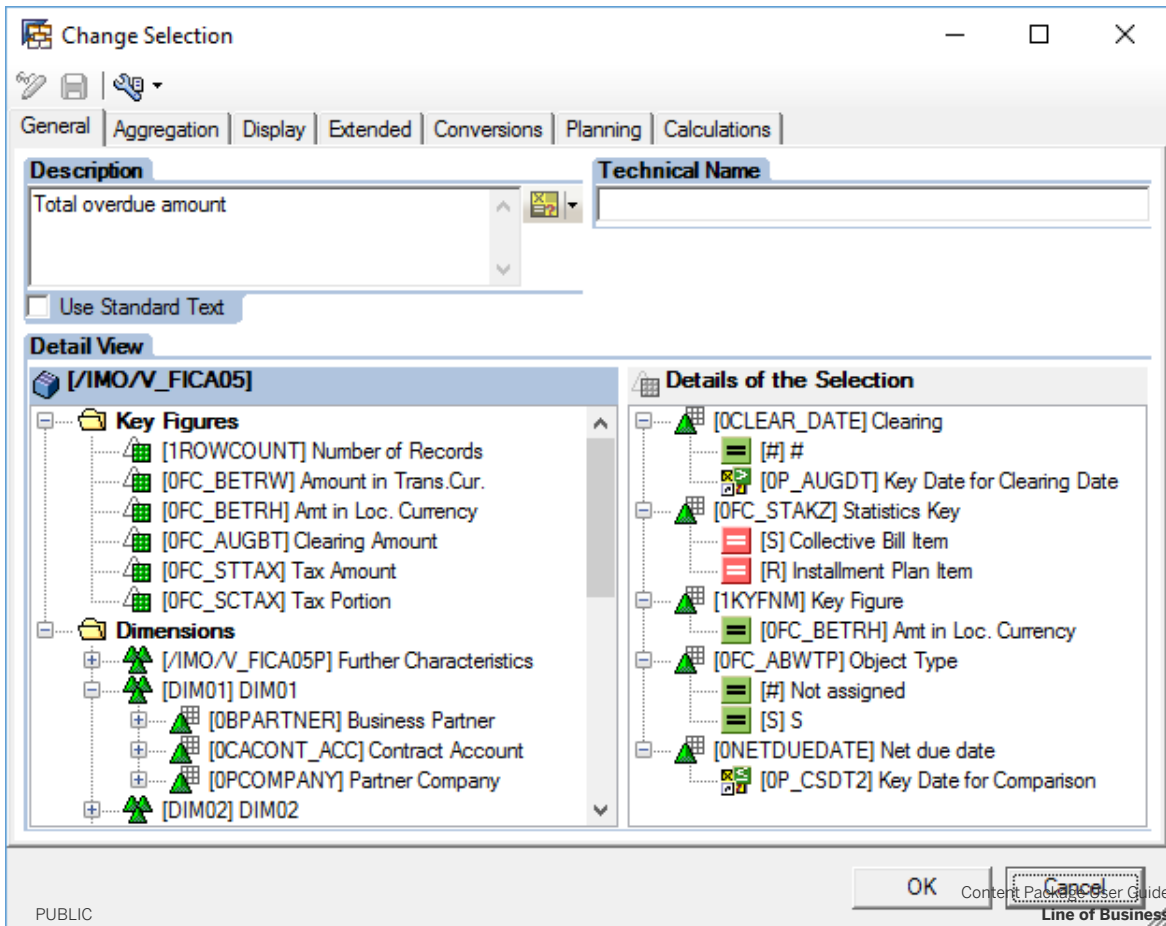 Change Selection
General Aggregation Display Extended Conversions Planning Calculations
Description
Total overdue amount
Use Standard Text
Technical Name
Detail View
[/IMO/V_FICA05]
Key Figures
[1ROWCOUNT] Number of Records
[0FC_BETRW] Amount in Trans.Cur.
[0FC_BETRH] Amt in Loc. Currency
[0FC_AUGBT] Clearing Amount
[0FC_STTAX] Tax Amount
[0FC_SCTAX] Tax Portion
Dimensions
[/IMO/V_FICA05P] Further Characteristics
[DIM01] DIM01
[0BPARTNER] Business Partner
[0CACONT_ACC] Contract Account
[0PCOMPANY] Partner Company
[DIM02] DIM02
Details of the Selection
[0CLEAR_DATE] Clearing
[#] #
[0P_AUGDT] Key Date for Clearing Date
[0FC_STAKZ] Statistics Key
[S] Collective Bill Item
[R] Installment Plan Item
[1KYFNM] Key Figure
[0FC_BETRH] Amt in Loc. Currency
[0FC_ABWTP] Object Type
[#] Not assigned
[S] S
[0NETDUEDATE] Net due date
[0P_CSDT2] Key Date for Comparison
OK
Cancel
Content Package User Guide
PUBLIC
Line of Business